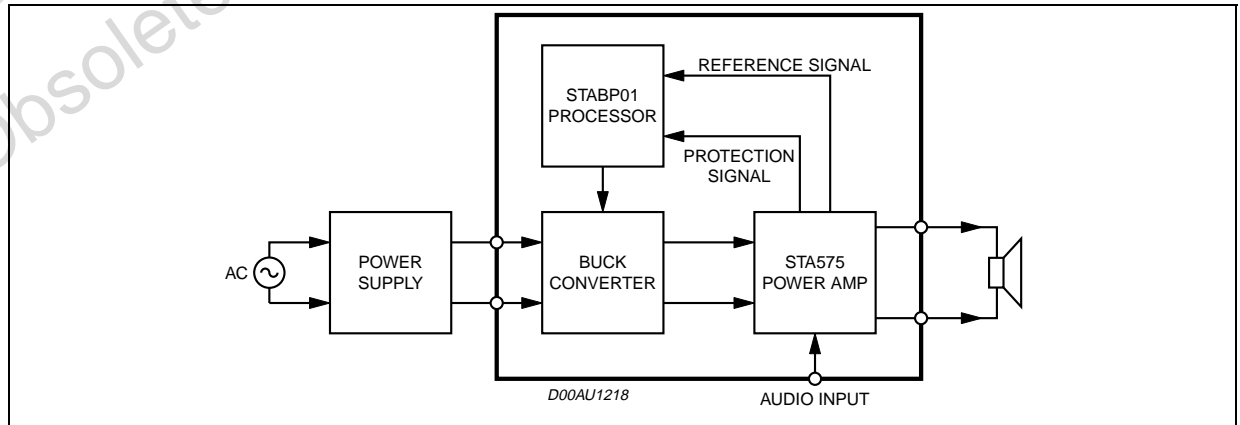 obsolete
STABP01
PROCESSOR
REFERENCE SIGNAL
PROTECTION
SIGNAL
AC
POWER
SUPPLY
BUCK
CONVERTER
STA575
POWER AMP
D00AU1218
AUDIO INPUT